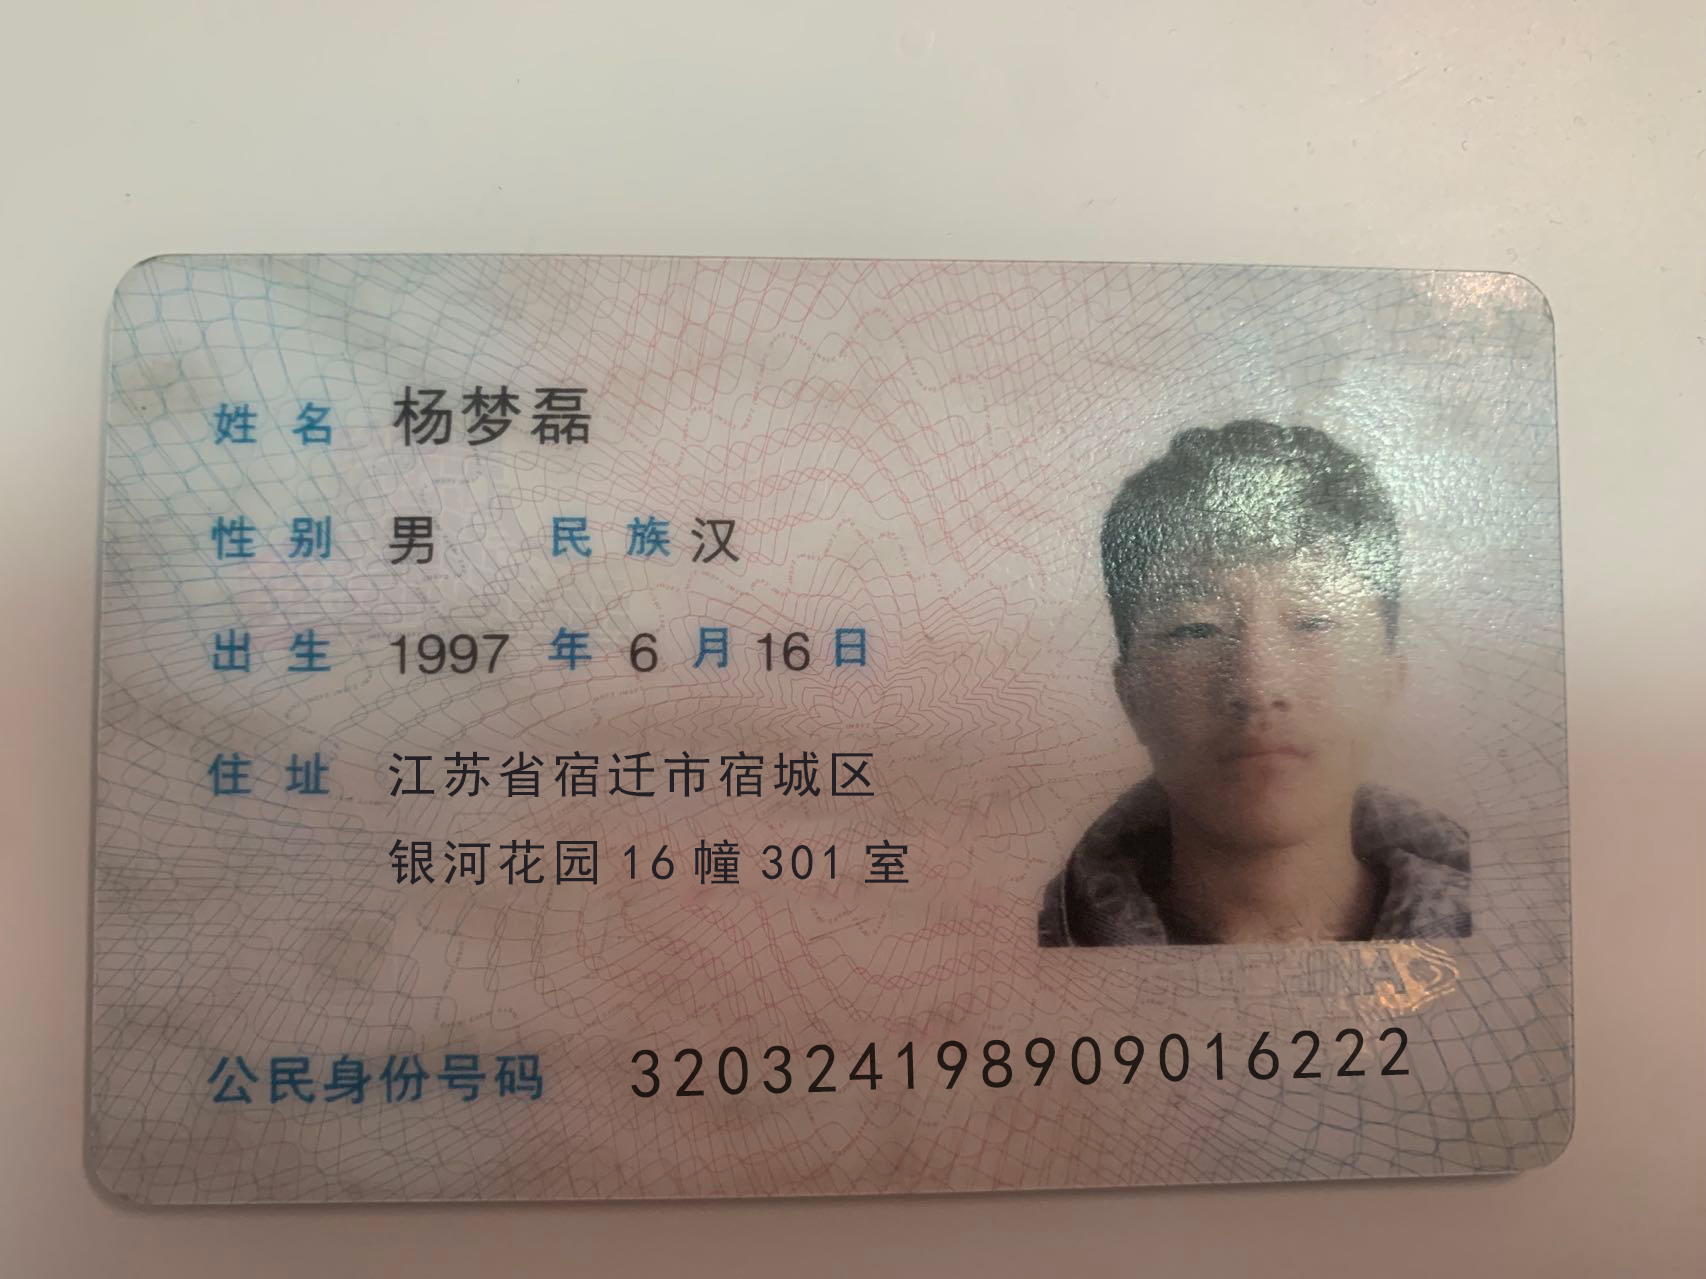 姓名 杨梦磊
性别 男 民族 汉
出生 1997 年 6 月 16 日
住址 江苏省宿迁市宿城区
银河花园 16 幢 301 室
CHINA
公民身份号码 320324198909016222